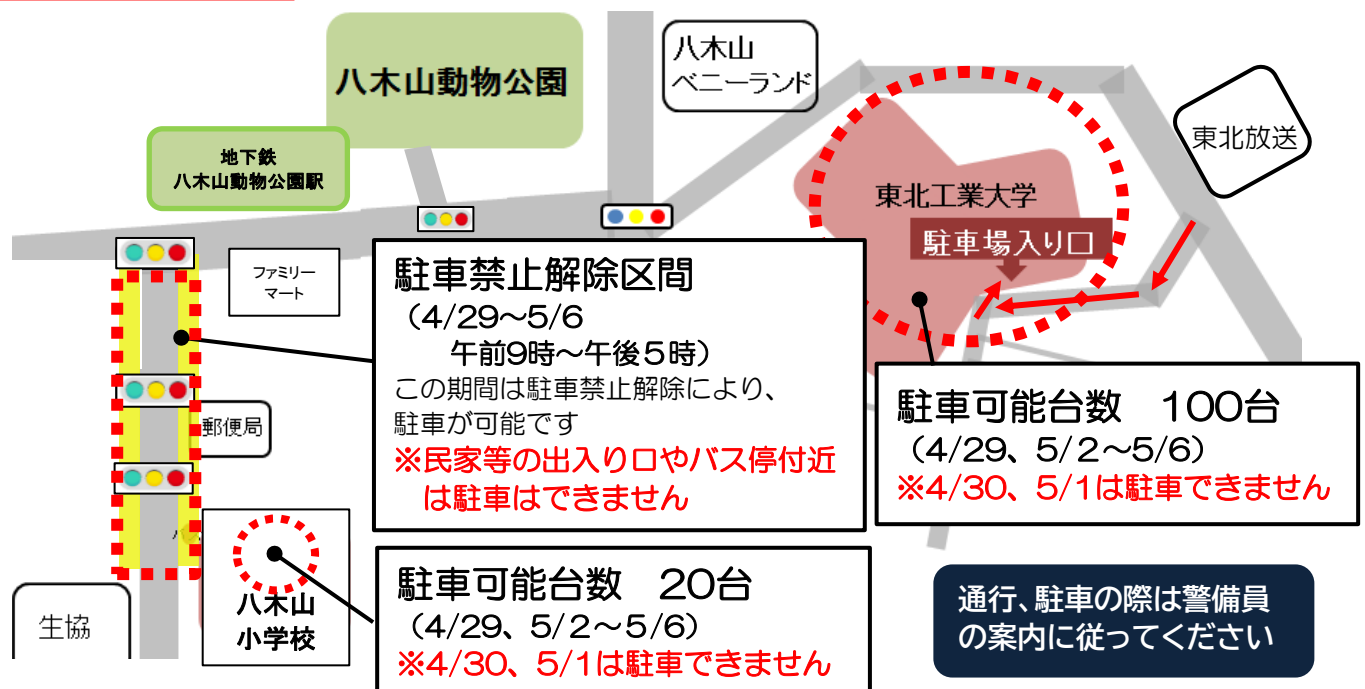 八木山動物公園
八木山
ベニーランド
東北放送
地下鉄
八木山動物公園駅
東北工業大学
駐車場入り口
ファミリー
マート
駐車禁止解除区間
(4/29~5/6
午前9時~午後5時)
この期間は駐車禁止解除により、
駐車が可能です
※民家等の出入り口やバス停付近
は駐車はできません
駐車可能台数 100台
(4/29、5/2~5/6)
※4/30、5/1は駐車できません
郵便局
八木山
小学校
駐車可能台数 20台
(4/29、5/2~5/6)
※4/30、5/1は駐車できません
生協
通行、駐車の際は警備員
の案内に従ってください